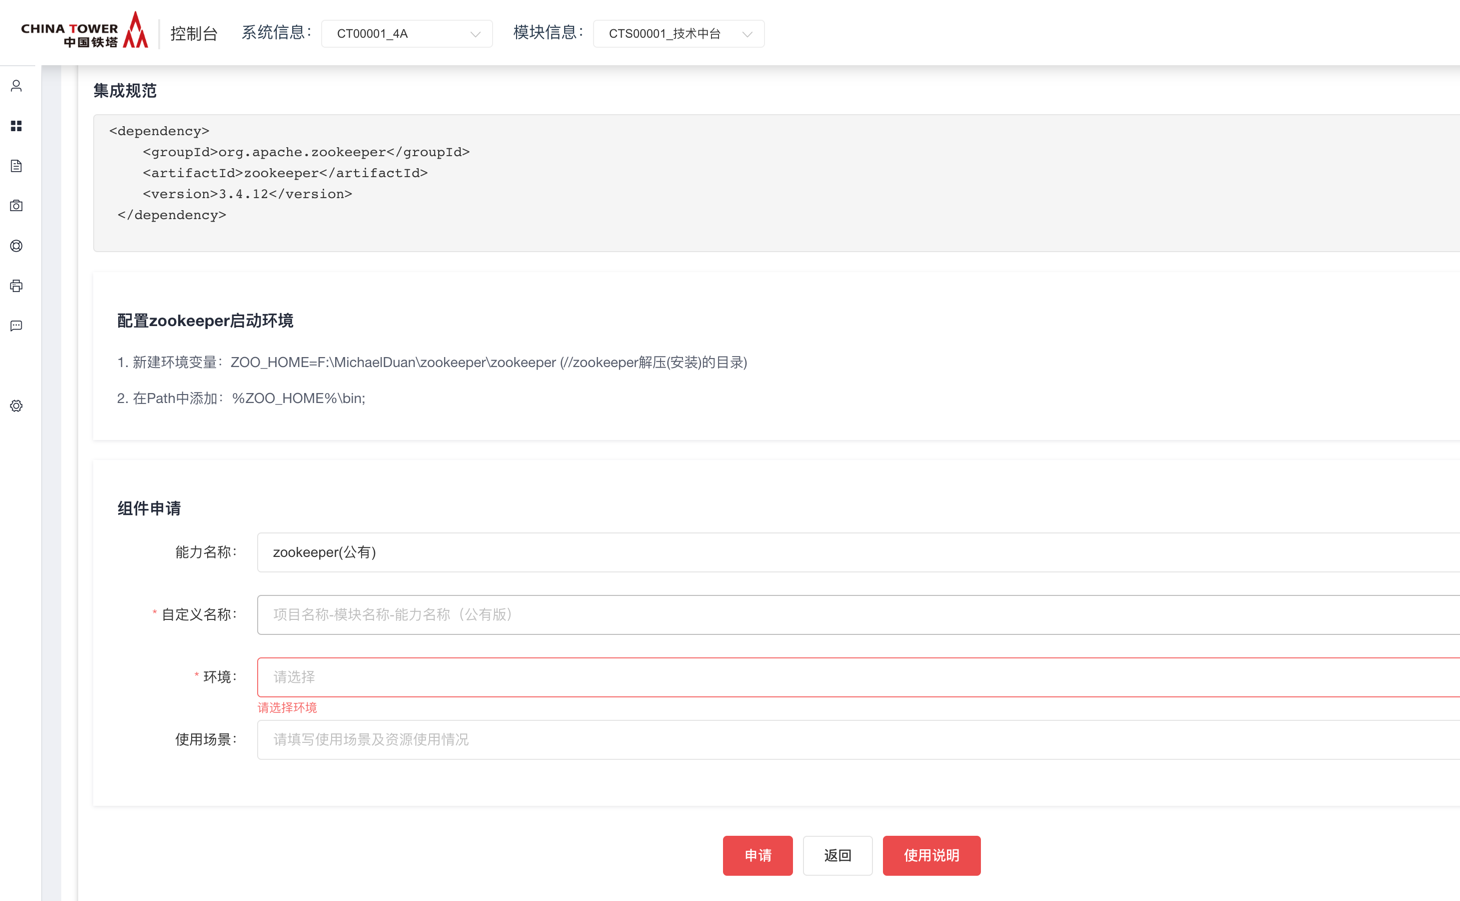 CHINA TOWER
中国铁塔
控制台
系统信息：
CT00001_4A
模块信息：
CTS00001_技术中台
集成规范
<dependency>
    <groupId>org.apache.zookeeper</groupId>
    <artifactId>zookeeper</artifactId>
    <version>3.4.12</version>
 </dependency>
配置zookeeper启动环境
1. 新建环境变量：ZOO_HOME=F:\MichaelDuan\zookeeper\zookeeper (//zookeeper解压(安装)的目录)
2. 在Path中添加：%ZOO_HOME%\bin;
组件申请
能力名称：
zookeeper(公有)
* 自定义名称：
项目名称-模块名称-能力名称（公有版）
* 环境：
请选择
请选择环境
使用场景：
请填写使用场景及资源使用情况
申请
返回
使用说明